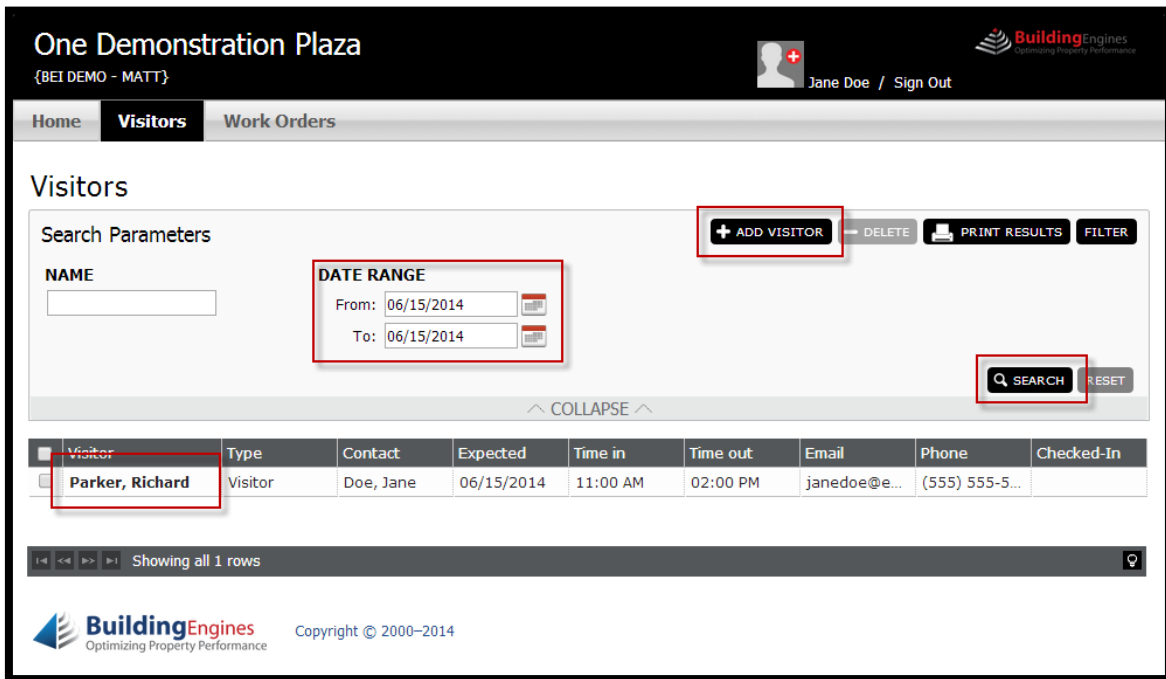 One Demonstration Plaza
{BEI DEMO - MATT}
BuildingEngines
Optimizing Property Performance
Jane Doe / Sign Out
Home Visitors Work Orders
Visitors
Search Parameters
ADD VISITOR DELETE PRINT RESULTS FILTER
NAME DATE RANGE
From: 06/15/2014
To: 06/15/2014
SEARCH RESET
COLLAPSE
Visitor Type Contact Expected Time in Time out Email Phone Checked-In
Parker, Richard Visitor Doe, Jane 06/15/2014 11:00 AM 02:00 PM janedoe@e... (555) 555-5...
Showing all 1 rows
BuildingEngines
Optimizing Property Performance
Copyright © 2000–2014